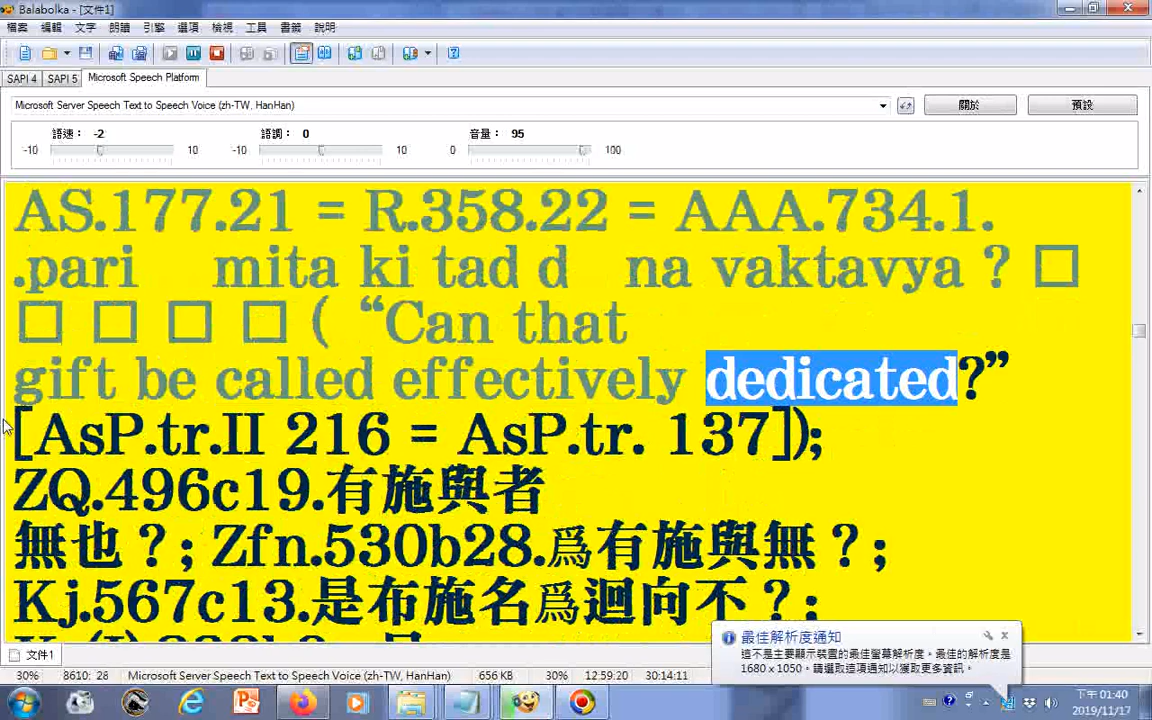 Balabolka - [文件1]
檔案 編輯 文字 朗讀 引擎 選項 檢視 工具 書籤 說明
SAPI 4 SAPI 5 Microsoft Speech Platform
Microsoft Server Speech Text to Speech Voice (zh-TW, HanHan) 關於 預設
語速： -2 語調： 0 音量： 95
-10 10 -10 10 0 100
AS.177.21 = R.358.22 = AAA.734.1.
.pari mita ki tad d na vaktavya ? □
□ □ □ □ ( “Can that
gift be called effectively dedicated?”
[AsP.tr.II 216 = AsP.tr. 137]);
ZQ.496c19.有施與者
無也？; Zfn.530b28.爲有施與無？;
Kj.567c13.是布施名爲迴向不？;
最佳解析度通知
這不是主要顯示裝置的最佳螢幕解析度。最佳的解析度是
1680 x 1050。請選取這項通知以獲取更多資訊。
文件1
30% 8610: 28 Microsoft Server Speech Text to Speech Voice (zh-TW, HanHan) 656 KB 30% 12:59:20 30:14:11
下午 01:40
2019/11/17